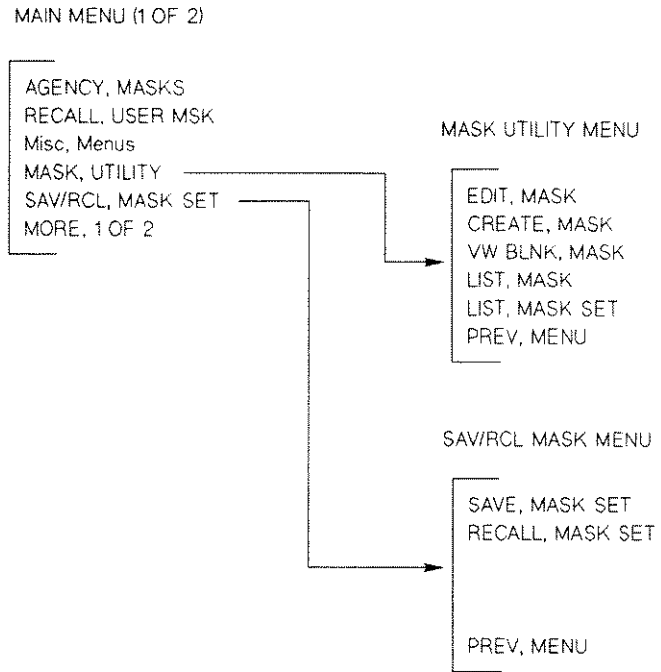 MAIN MENU (1 OF 2)
AGENCY, MASKS
RECALL, USER MSK
Misc, Menus
MASK, UTILITY
SAV/RCL, MASK SET
MORE, 1 OF 2
MASK UTILITY MENU
EDIT, MASK
CREATE, MASK
VW BLNK, MASK
LIST, MASK
LIST, MASK SET
PREV, MENU
SAV/RCL MASK MENU
SAVE, MASK SET
RECALL, MASK SET
PREV, MENU